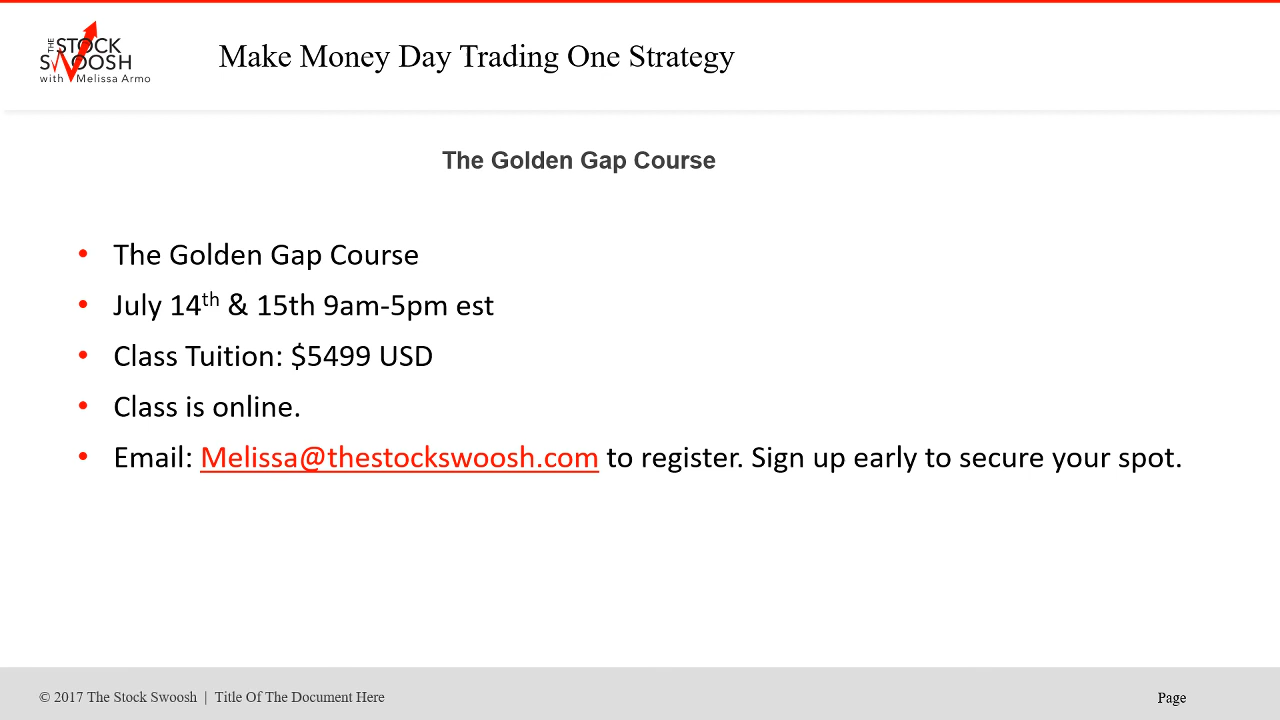 THE STOCK
SWOOSH
with Melissa Armo
Make Money Day Trading One Strategy
The Golden Gap Course
• The Golden Gap Course
• July 14th & 15th 9am-5pm est
• Class Tuition: $5499 USD
• Class is online.
• Email: Melissa@thestockswoosh.com to register. Sign up early to secure your spot.
© 2017 The Stock Swoosh | Title Of The Document Here
Page